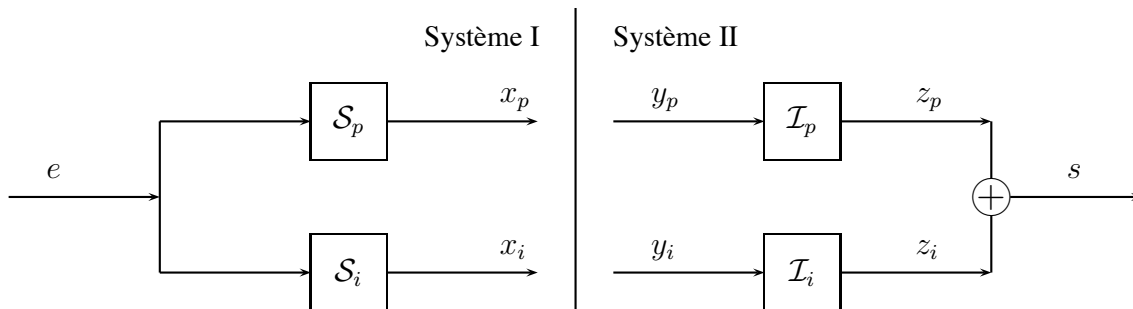 Système I Système II
x_p y_p z_p
𝒮_p ℐ_p
e s
x_i y_i z_i
𝒮_i ℐ_i